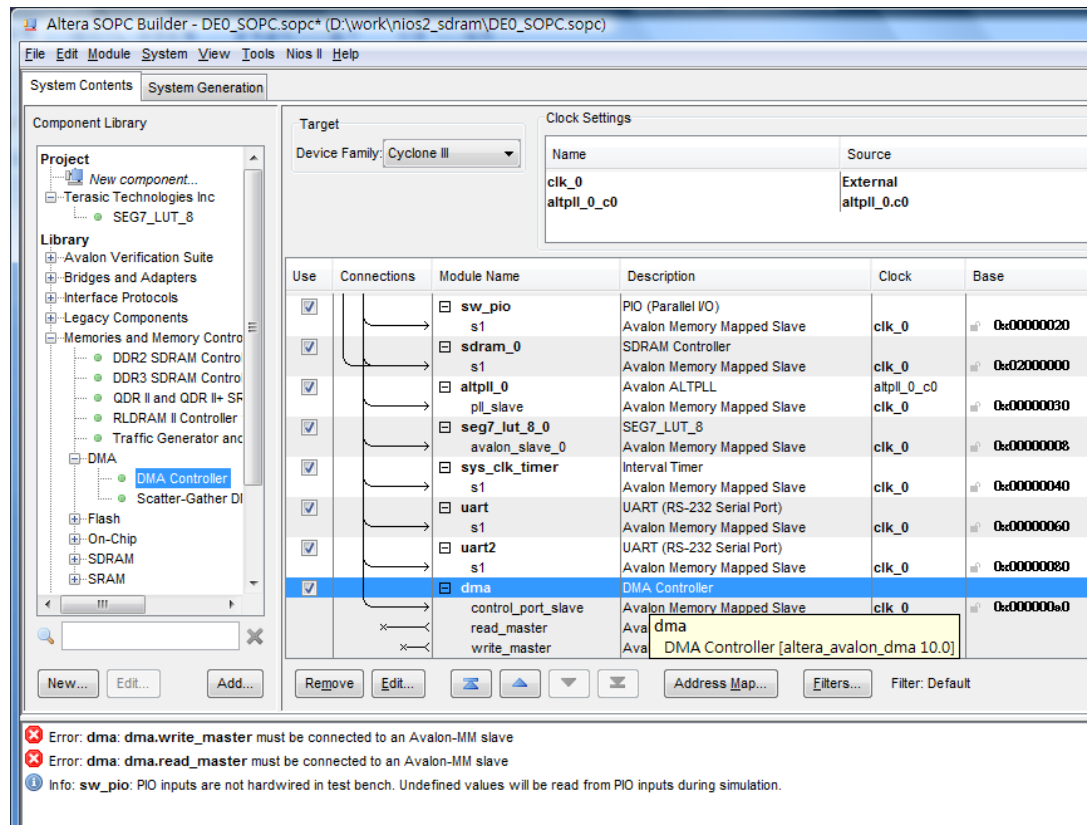 Altera SOPC Builder - DE0_SOPC.sopc* (D:\work\nios2_sdram\DE0_SOPC.sopc)
File Edit Module System View Tools Nios II Help
System Contents System Generation
Component Library
Project
New component...
Terasic Technologies Inc
SEG7_LUT_8
Library
Avalon Verification Suite
Bridges and Adapters
Interface Protocols
Legacy Components
Memories and Memory Contro
DDR2 SDRAM Contro
DDR3 SDRAM Contro
QDR II and QDR II+ SR
RLDRAM II Controller
Traffic Generator and
DMA
DMA Controller
Scatter-Gather DI
Flash
On-Chip
SDRAM
SRAM
New... Edit... Add...
Target
Device Family: Cyclone III
Clock Settings
Name Source
clk_0 External
altpll_0_c0 altpll_0.c0
Use Connections Module Name Description Clock Base
sw_pio PIO (Parallel I/O)
s1 Avalon Memory Mapped Slave clk_0 0x00000020
sdram_0 SDRAM Controller
s1 Avalon Memory Mapped Slave clk_0 0x02000000
altpll_0 Avalon ALTPLL altpll_0_c0
pll_slave Avalon Memory Mapped Slave clk_0 0x00000030
seg7_lut_8_0 SEG7_LUT_8
avalon_slave_0 Avalon Memory Mapped Slave clk_0 0x00000008
sys_clk_timer Interval Timer
s1 Avalon Memory Mapped Slave clk_0 0x00000040
uart UART (RS-232 Serial Port)
s1 Avalon Memory Mapped Slave clk_0 0x00000060
uart2 UART (RS-232 Serial Port)
s1 Avalon Memory Mapped Slave clk_0 0x00000080
dma DMA Controller
control_port_slave Avalon Memory Mapped Slave clk_0 0x000000a0
read_master Ava
write_master Ava
dma
DMA Controller [altera_avalon_dma 10.0]
Remove Edit... Address Map... Filters... Filter: Default
Error: dma: dma.write_master must be connected to an Avalon-MM slave
Error: dma: dma.read_master must be connected to an Avalon-MM slave
Info: sw_pio: PIO inputs are not hardwired in test bench. Undefined values will be read from PIO inputs during simulation.